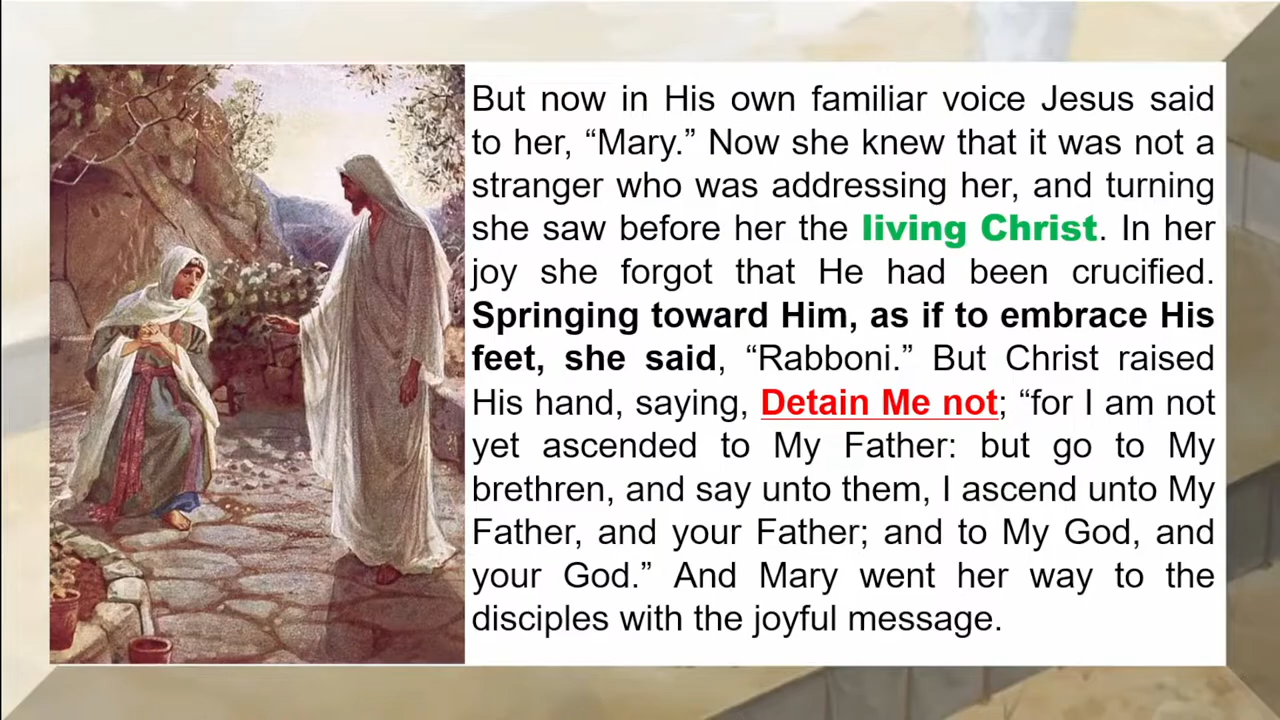 But now in His own familiar voice Jesus said
to her, “Mary.” Now she knew that it was not a
stranger who was addressing her, and turning
she saw before her the living Christ. In her
joy she forgot that He had been crucified.
Springing toward Him, as if to embrace His
feet, she said, “Rabboni.” But Christ raised
His hand, saying, Detain Me not; “for I am not
yet ascended to My Father: but go to My
brethren, and say unto them, I ascend unto My
Father, and your Father; and to My God, and
your God.” And Mary went her way to the
disciples with the joyful message.